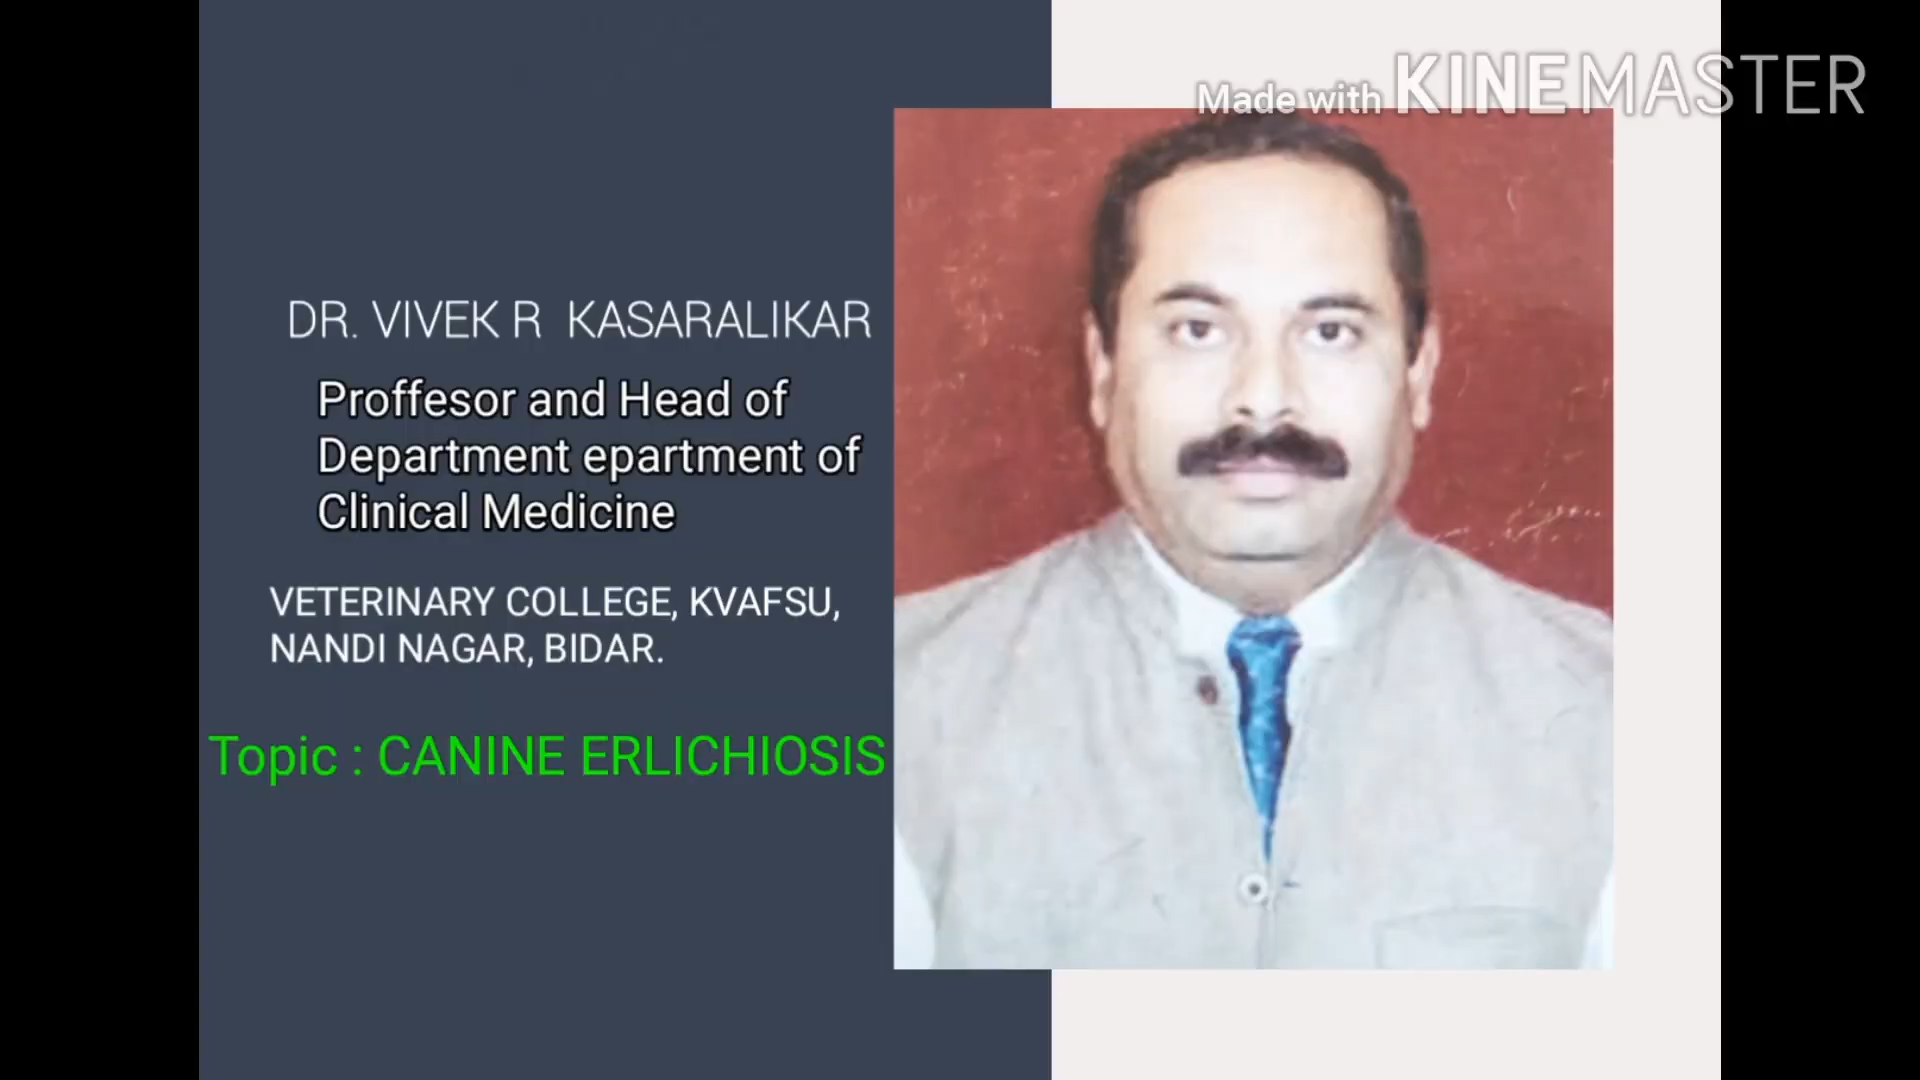 Made with KINEMASTER
DR. VIVEK R KASARALIKAR
Proffesor and Head of
Department epartment of
Clinical Medicine
VETERINARY COLLEGE, KVAFSU,
NANDI NAGAR, BIDAR.
Topic : CANINE ERLICHIOSIS